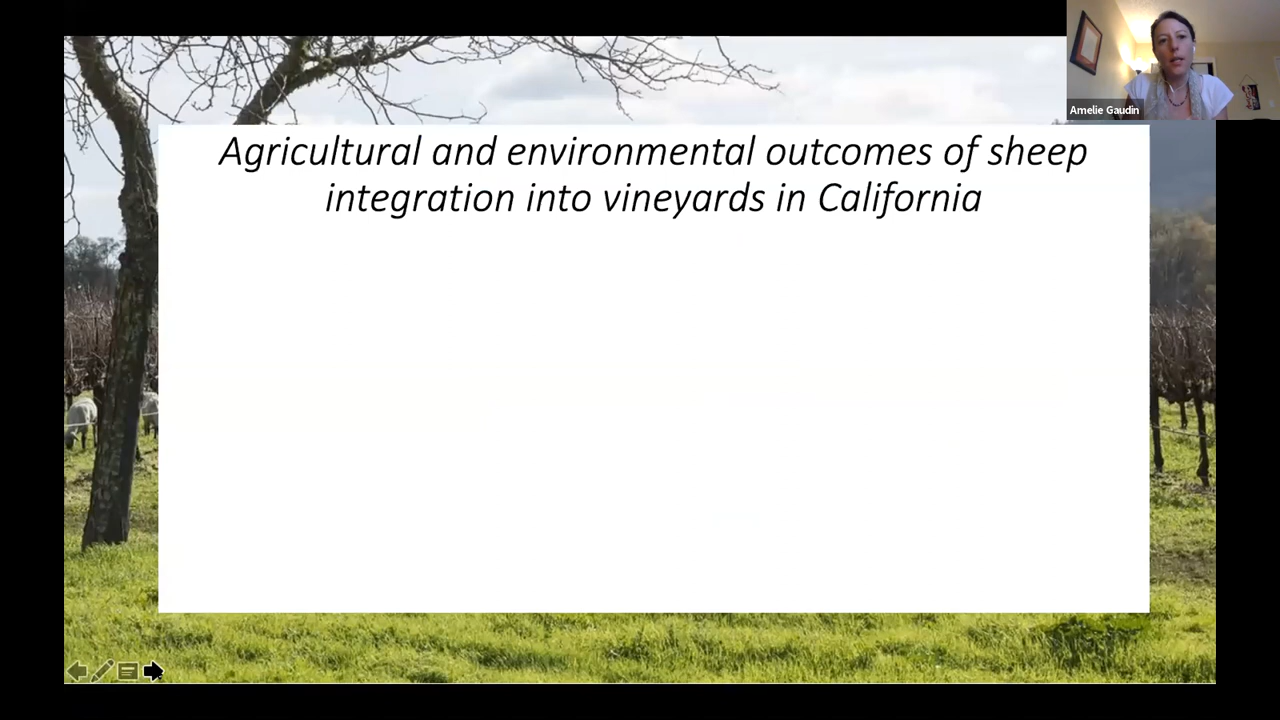 Amelie Gaudin
Agricultural and environmental outcomes of sheep
integration into vineyards in California